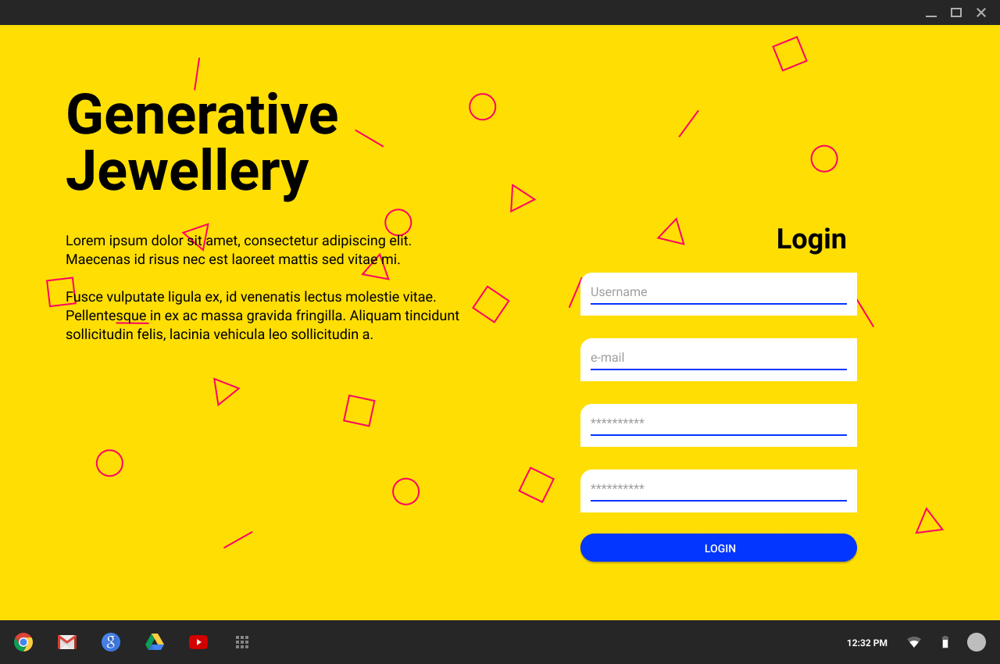 Generative
Jewellery
Lorem ipsum dolor sit amet, consectetur adipiscing elit.
Maecenas id risus nec est laoreet mattis sed vitae mi.
Fusce vulputate ligula ex, id venenatis lectus molestie vitae.
Pellentesque in ex ac massa gravida fringilla. Aliquam tincidunt
sollicitudin felis, lacinia vehicula leo sollicitudin a.
Login
Username
e-mail
**********
**********
LOGIN
12:32 PM